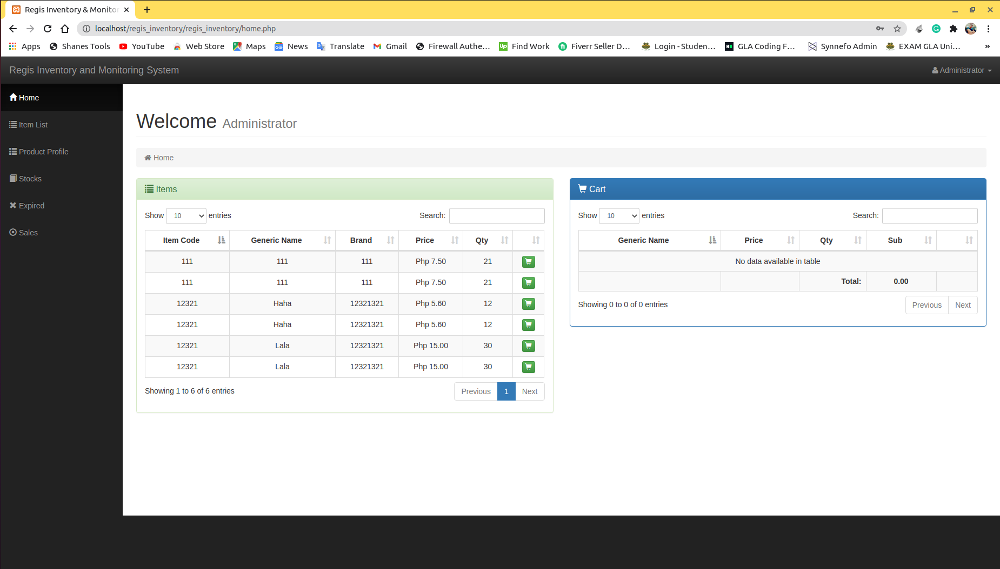 Regis Inventory & Monitor
localhost/regis_inventory/regis_inventory/home.php
Apps Shanes Tools YouTube Web Store Maps News Translate Gmail Firewall Authe... Find Work Fiverr Seller D... Login - Studen... GLA Coding F... Synnefo Admin EXAM GLA Uni... »
Regis Inventory and Monitoring System Administrator
Home
Item List
Product Profile
Stocks
Expired
Sales
Welcome Administrator
Home
Items
Show 10 entries Search:
Item Code Generic Name Brand Price Qty
111 111 111 Php 7.50 21
111 111 111 Php 7.50 21
12321 Haha 12321321 Php 5.60 12
12321 Haha 12321321 Php 5.60 12
12321 Lala 12321321 Php 15.00 30
12321 Lala 12321321 Php 15.00 30
Showing 1 to 6 of 6 entries Previous 1 Next
Cart
Show 10 entries Search:
Generic Name Price Qty Sub
No data available in table
Total: 0.00
Showing 0 to 0 of 0 entries Previous Next